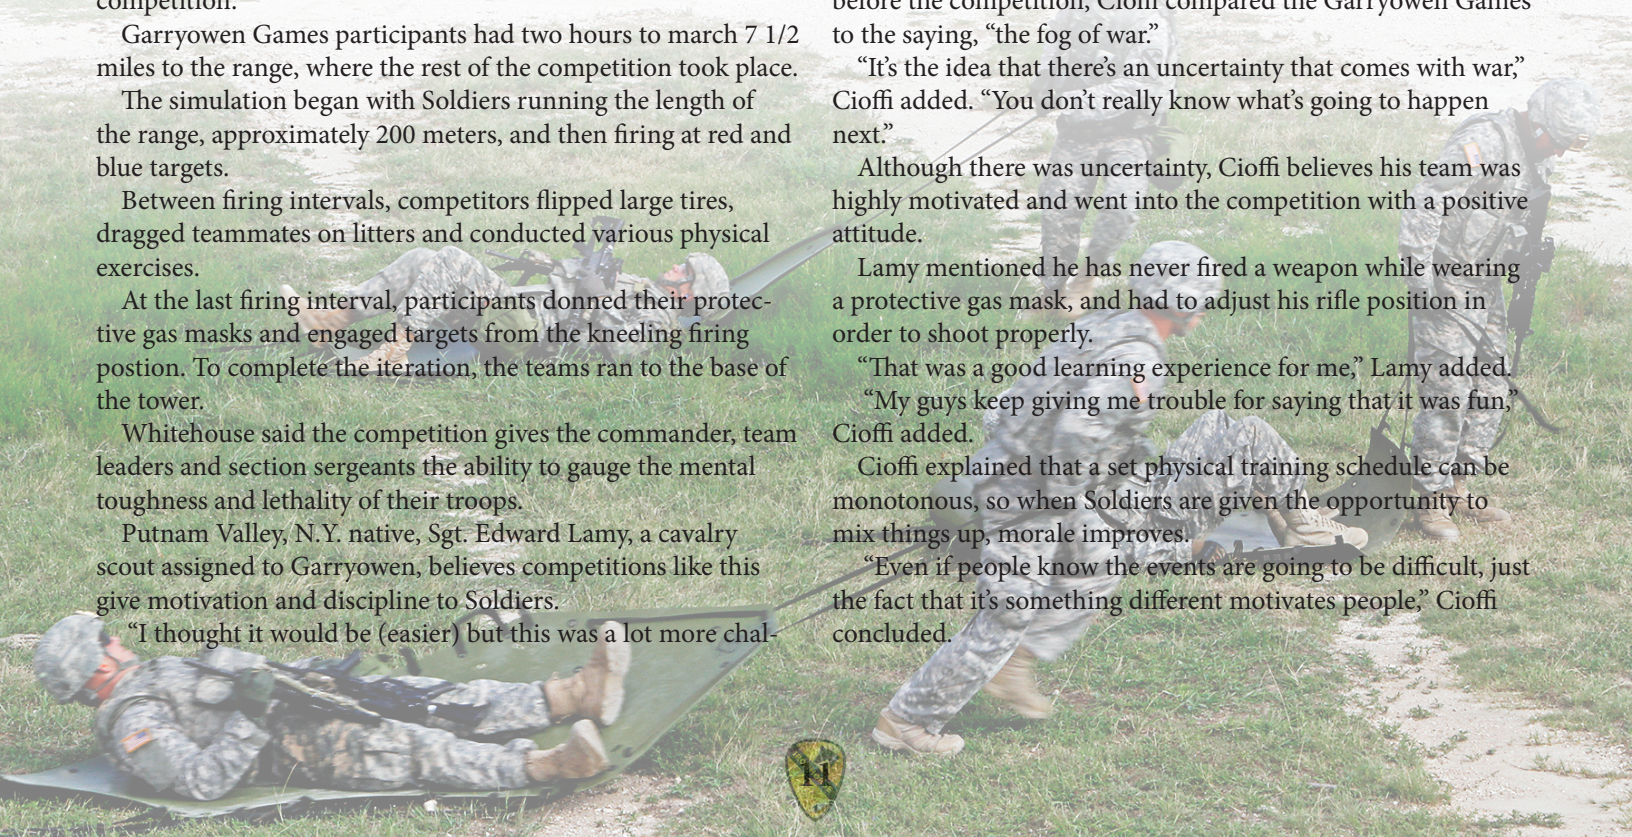 competition.
Garryowen Games participants had two hours to march 7 1/2
miles to the range, where the rest of the competition took place.
The simulation began with Soldiers running the length of
the range, approximately 200 meters, and then firing at red and
blue targets.
Between firing intervals, competitors flipped large tires,
dragged teammates on litters and conducted various physical
exercises.
At the last firing interval, participants donned their protec-
tive gas masks and engaged targets from the kneeling firing
postion. To complete the iteration, the teams ran to the base of
the tower.
Whitehouse said the competition gives the commander, team
leaders and section sergeants the ability to gauge the mental
toughness and lethality of their troops.
Putnam Valley, N.Y. native, Sgt. Edward Lamy, a cavalry
scout assigned to Garryowen, believes competitions like this
give motivation and discipline to Soldiers.
“I thought it would be (easier) but this was a lot more chal-
before the competition, Cioffi compared the Garryowen Games
to the saying, “the fog of war.”
“It’s the idea that there’s an uncertainty that comes with war,”
Cioffi added. “You don’t really know what’s going to happen
next.”
Although there was uncertainty, Cioffi believes his team was
highly motivated and went into the competition with a positive
attitude.
Lamy mentioned he has never fired a weapon while wearing
a protective gas mask, and had to adjust his rifle position in
order to shoot properly.
“That was a good learning experience for me,” Lamy added.
“My guys keep giving me trouble for saying that it was fun,”
Cioffi added.
Cioffi explained that a set physical training schedule can be
monotonous, so when Soldiers are given the opportunity to
mix things up, morale improves.
“Even if people know the events are going to be difficult, just
the fact that it’s something different motivates people,” Cioffi
concluded.
11